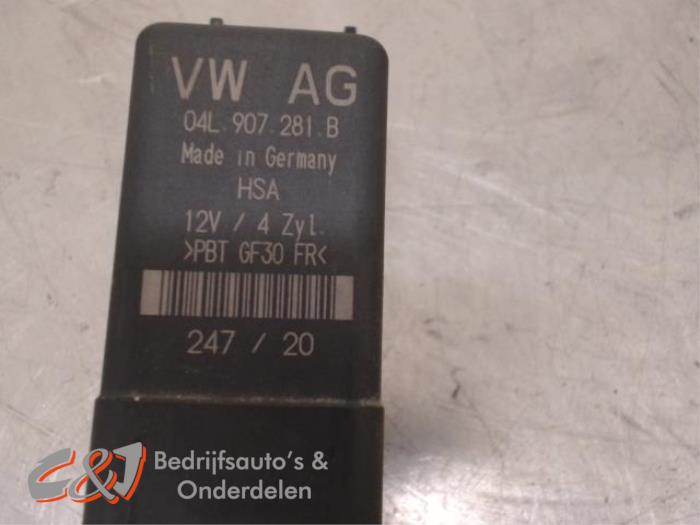 VW AG
04L 907 281 B
Made in Germany
HSA
12V / 4 Zyl.
>PBT GF30 FR<
247 / 20
C&J Bedrijfsauto's &
Onderdelen